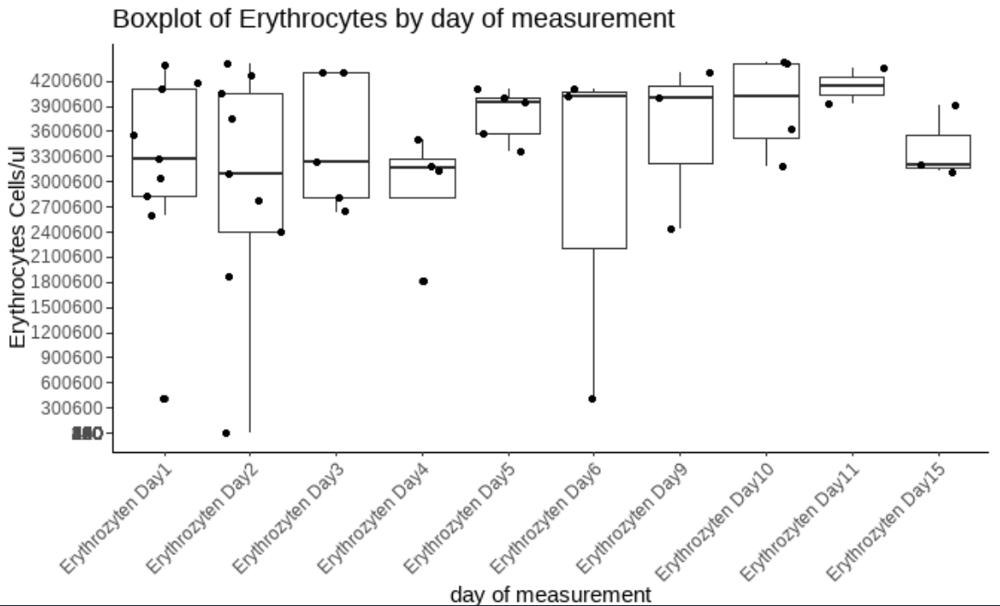 Boxplot of Erythrocytes by day of measurement
Erythrocytes Cells/ul
4200600
3900600
3600600
3300600
3000600
2700600
2400600
2100600
1800600
1500600
1200600
900600
600600
300600
Erythrozyten Day1
Erythrozyten Day2
Erythrozyten Day3
Erythrozyten Day4
Erythrozyten Day5
Erythrozyten Day6
Erythrozyten Day9
Erythrozyten Day10
Erythrozyten Day11
Erythrozyten Day15
day of measurement